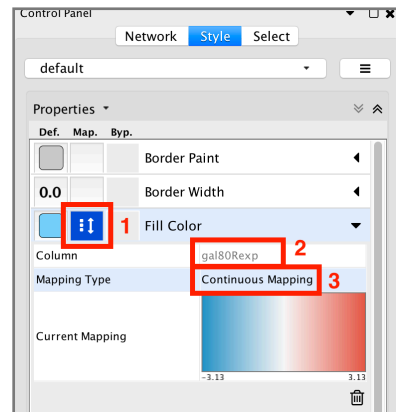 Control Panel
Network Style Select
default
Properties
Def. Map. Byp.
Border Paint
0.0 Border Width
1 Fill Color
Column gal80Rexp 2
Mapping Type Continuous Mapping 3
Current Mapping
-3.13 3.13